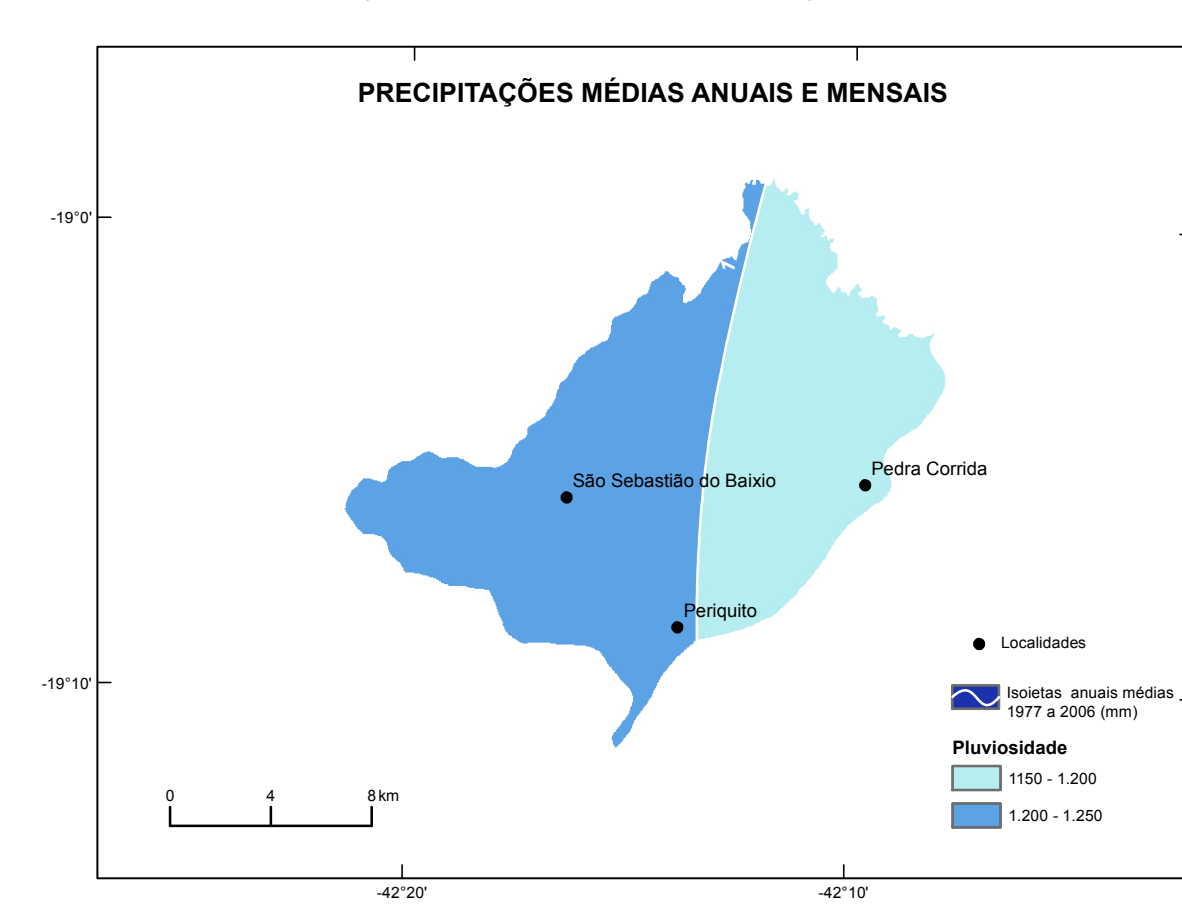 PRECIPITAÇÕES MÉDIAS ANUAIS E MENSAIS
-19°0'
Pedra Corrida
São Sebastião do Baixio
Periquito
Localidades
-19°10'
Isoietas anuais médias
1977 a 2006 (mm)
Pluviosidade
1150 - 1.200
0 4 8 km
1.200 - 1.250
-42°20' -42°10'